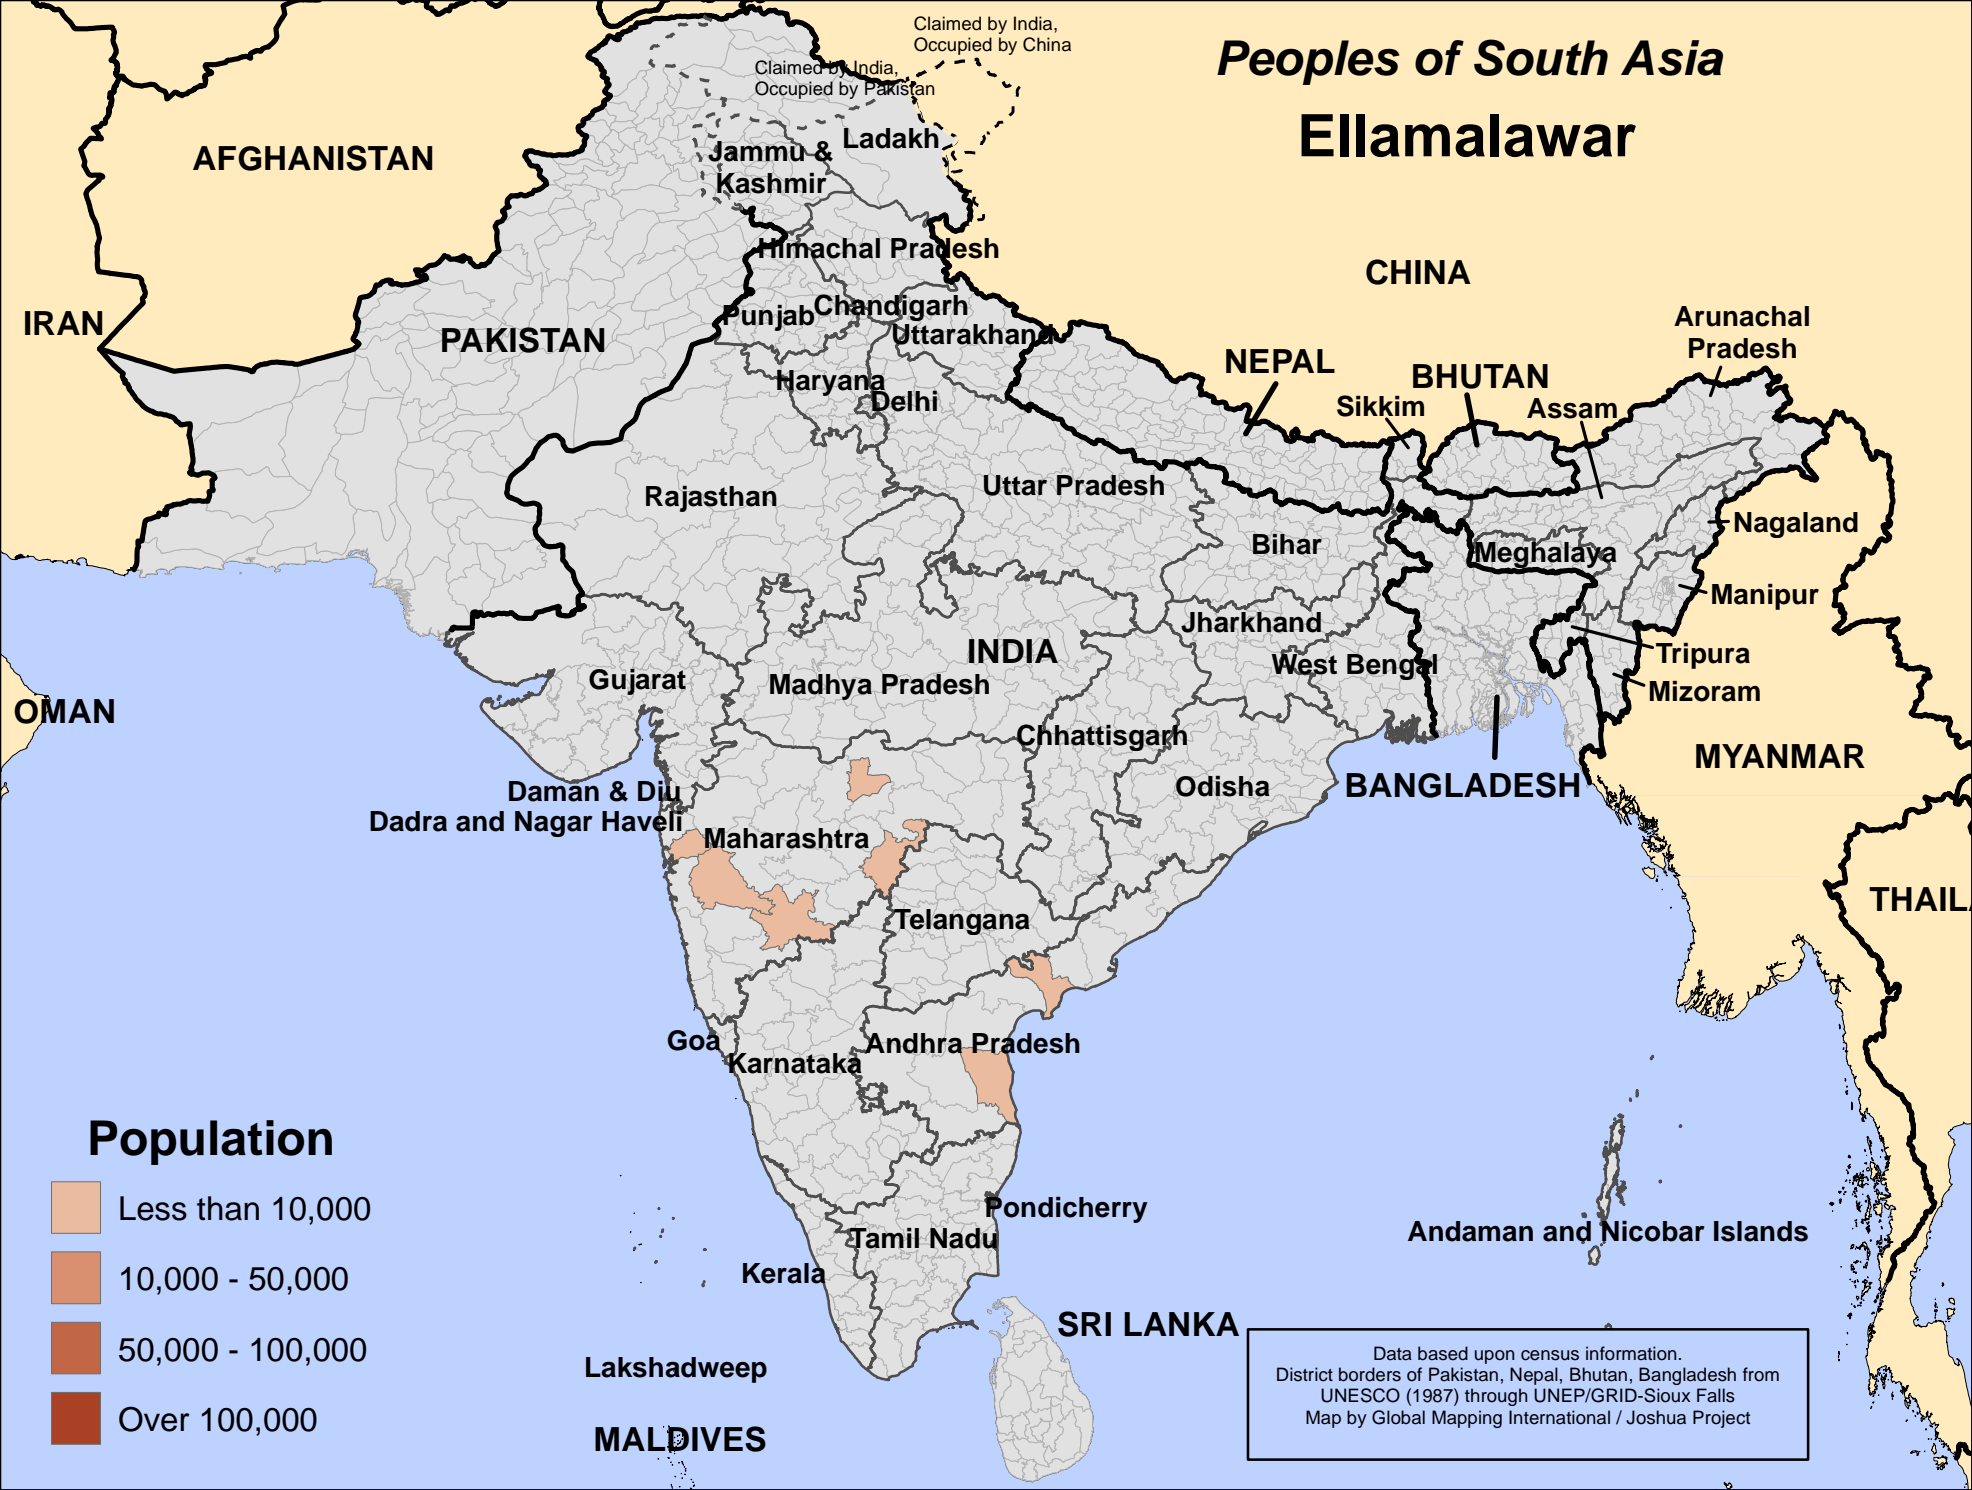 Claimed by India,
Occupied by China
Peoples of South Asia
Claimed by India,
Occupied by Pakistan
Ellamalawar
Ladakh
Jammu &
Kashmir
AFGHANISTAN
Himachal Pradesh
CHINA
Chandigarh
Punjab
IRAN
PAKISTAN
Uttarakhand
Arunachal
Pradesh
NEPAL
BHUTAN
Haryana
Delhi
Sikkim
Assam
Rajasthan
Uttar Pradesh
Nagaland
Bihar
Meghalaya
Manipur
Jharkhand
INDIA
Tripura
West Bengal
Gujarat
Madhya Pradesh
Mizoram
OMAN
Chhattisgarh
MYANMAR
Odisha
BANGLADESH
Daman & Diu
Dadra and Nagar Haveli
Maharashtra
THAILA
Telangana
Goa
Andhra Pradesh
Karnataka
Population
Less than 10,000
10,000 - 50,000
50,000 - 100,000
Over 100,000
Pondicherry
Tamil Nadu
Andaman and Nicobar Islands
Kerala
SRI LANKA
Lakshadweep
MALDIVES
Data based upon census information.
District borders of Pakistan, Nepal, Bhutan, Bangladesh from
UNESCO (1987) through UNEP/GRID-Sioux Falls
Map by Global Mapping International / Joshua Project